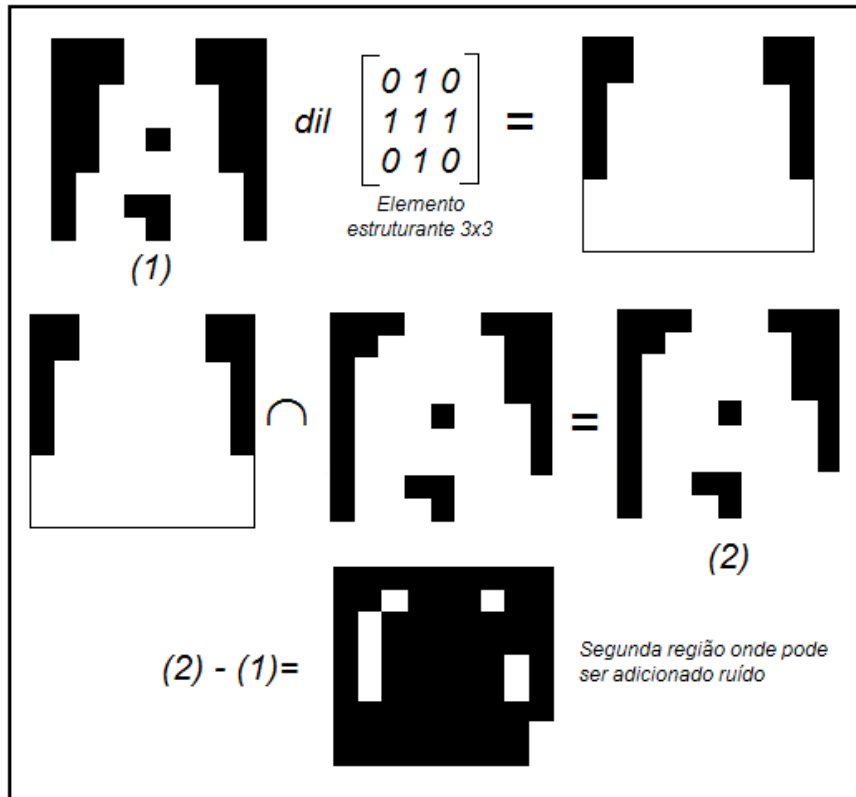 dil
0 1 0
1 1 1
0 1 0
=
Elemento
estruturante 3x3
(1)
∩ =
(2)
(2) - (1)=
Segunda região onde pode
ser adicionado ruído